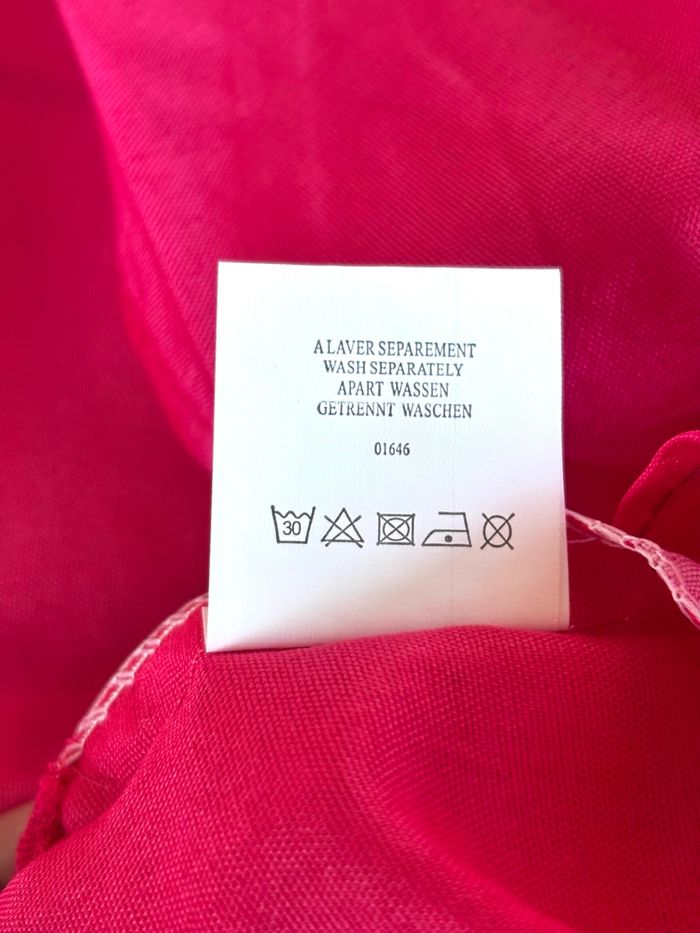 A LAVER SEPAREMENT
WASH SEPARATELY
APART WASSEN
GETRENNT WASCHEN
01646
30